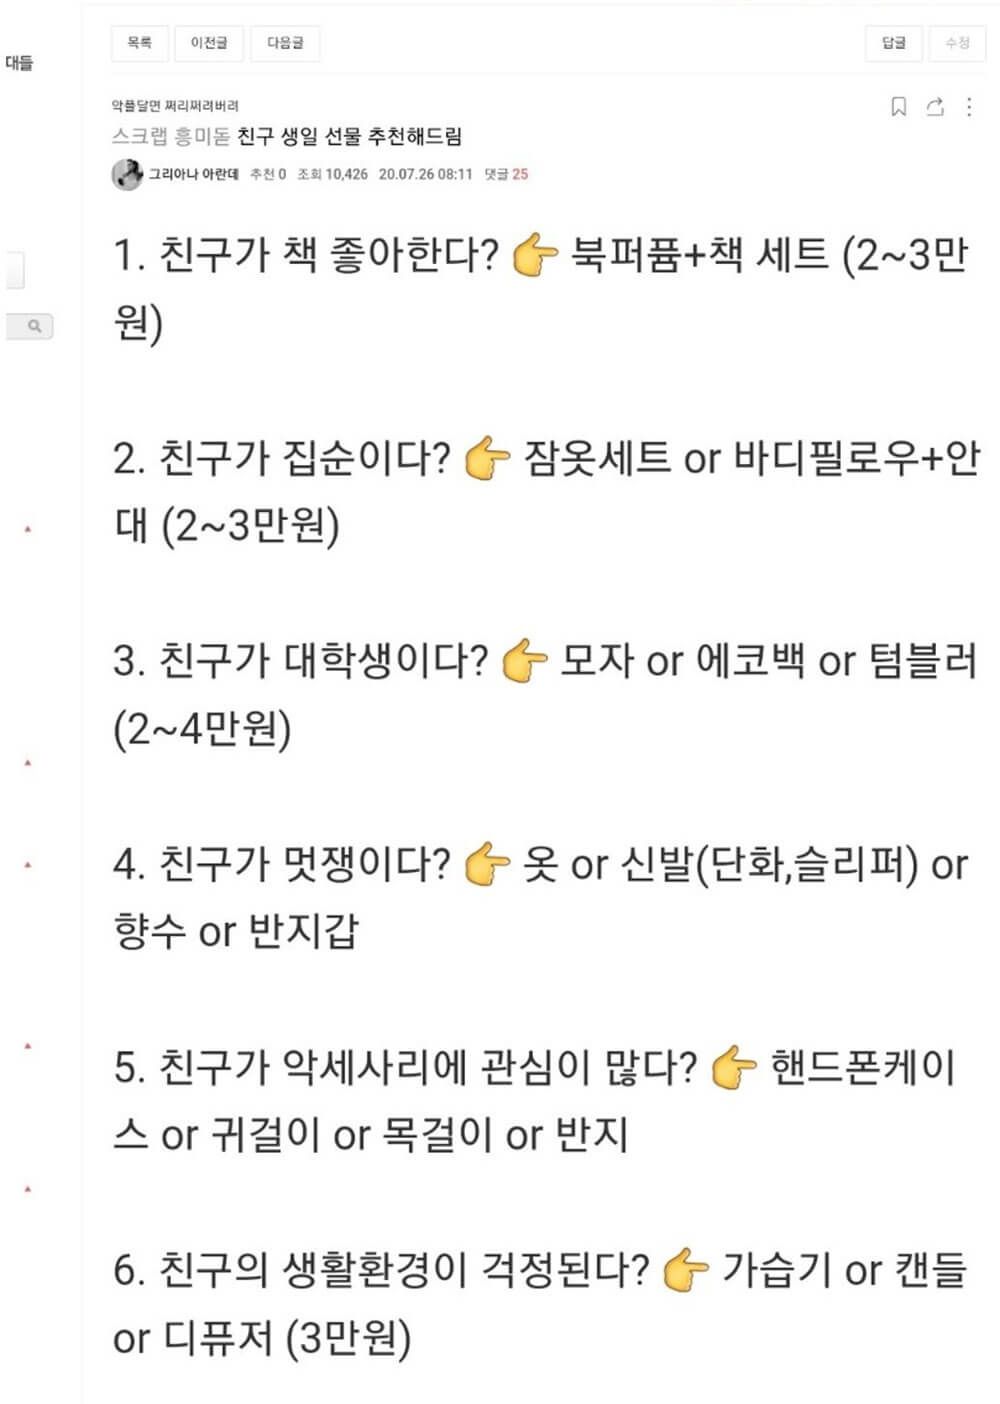 목록 이전글 다음글 답글 수정
대들
악플달면 쩌리쩌려버려
스크랩 흥미돋 친구 생일 선물 추천해드림
그리아나 아란데 추천 0 조회 10,426 20.07.26 08:11 댓글 25
1. 친구가 책 좋아한다? 👉 북퍼퓸+책 세트 (2~3만
원)
2. 친구가 집순이다? 👉 잠옷세트 or 바디필로우+안
대 (2~3만원)
3. 친구가 대학생이다? 👉 모자 or 에코백 or 텀블러
(2~4만원)
4. 친구가 멋쟁이다? 👉 옷 or 신발(단화,슬리퍼) or
향수 or 반지갑
5. 친구가 악세사리에 관심이 많다? 👉 핸드폰케이
스 or 귀걸이 or 목걸이 or 반지
6. 친구의 생활환경이 걱정된다? 👉 가습기 or 캔들
or 디퓨저 (3만원)